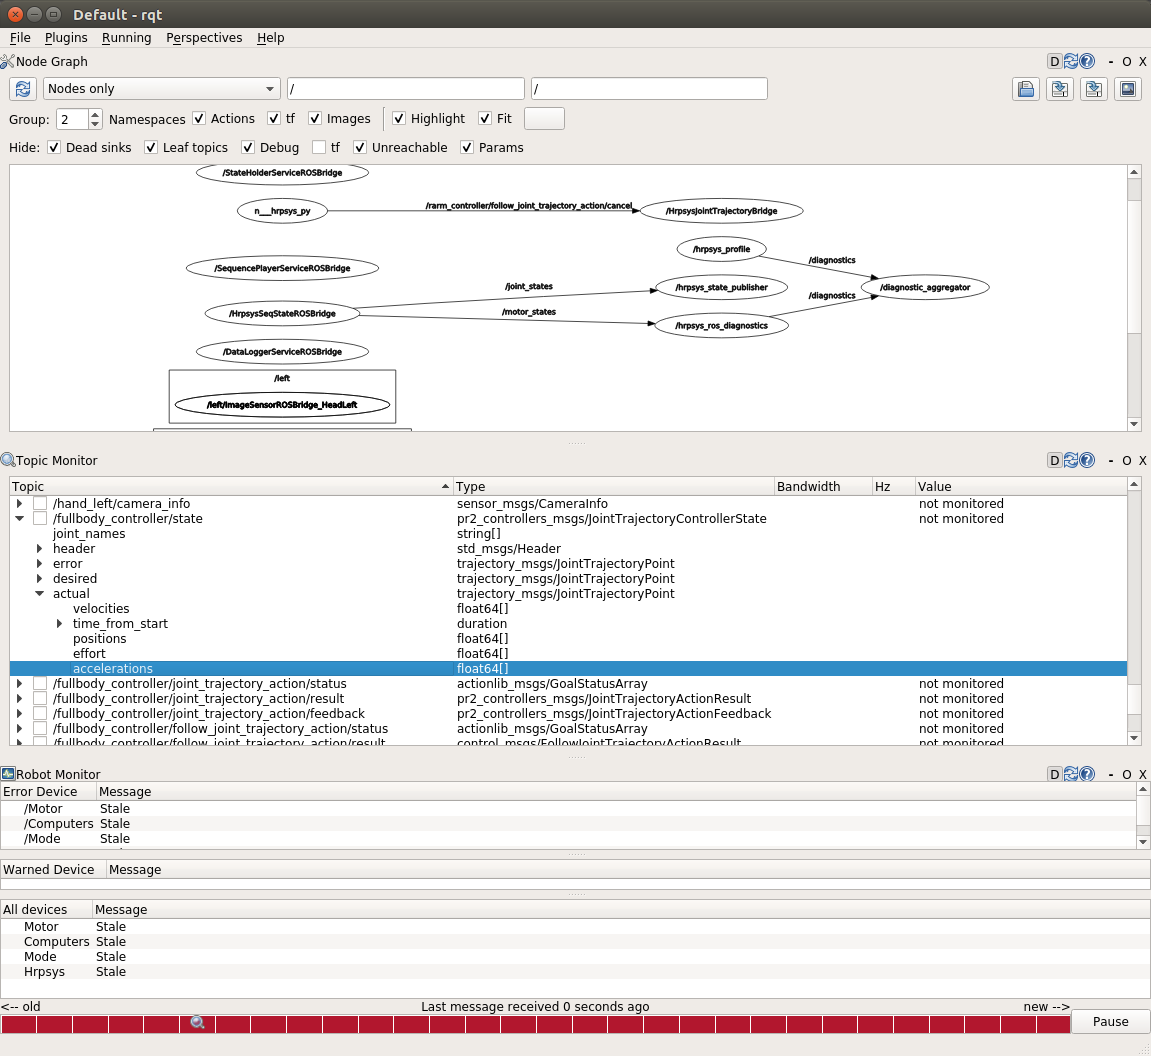 Default - rqt
File Plugins Running Perspectives Help
Node Graph D - O X
Nodes only / /
Group: 2 Namespaces Actions tf Images Highlight Fit
Hide: Dead sinks Leaf topics Debug tf Unreachable Params
/StateHolderServiceROSBridge
n___hrpsys_py /rarm_controller/follow_joint_trajectory_action/cancel /HrpsysJointTrajectoryBridge
/hrpsys_profile /diagnostics
/SequencePlayerServiceROSBridge
/joint_states /hrpsys_state_publisher /diagnostic_aggregator
/diagnostics
/HrpsysSeqStateROSBridge /motor_states
/hrpsys_ros_diagnostics
/DataLoggerServiceROSBridge
/left
/left/ImageSensorROSBridge_HeadLeft
Topic Monitor D - O X
Topic Type Bandwidth Hz Value
/hand_left/camera_info sensor_msgs/CameraInfo not monitored
/fullbody_controller/state pr2_controllers_msgs/JointTrajectoryControllerState not monitored
joint_names string[]
header std_msgs/Header
error trajectory_msgs/JointTrajectoryPoint
desired trajectory_msgs/JointTrajectoryPoint
actual trajectory_msgs/JointTrajectoryPoint
velocities float64[]
time_from_start duration
positions float64[]
effort float64[]
accelerations float64[]
/fullbody_controller/joint_trajectory_action/status actionlib_msgs/GoalStatusArray not monitored
/fullbody_controller/joint_trajectory_action/result pr2_controllers_msgs/JointTrajectoryActionResult not monitored
/fullbody_controller/joint_trajectory_action/feedback pr2_controllers_msgs/JointTrajectoryActionFeedback not monitored
/fullbody_controller/follow_joint_trajectory_action/status actionlib_msgs/GoalStatusArray not monitored
/fullbody_controller/follow_joint_trajectory_action/result control_msgs/FollowJointTrajectoryActionResult not monitored
Robot Monitor D - O X
Error Device Message
/Motor Stale
/Computers Stale
/Mode Stale
Warned Device Message
All devices Message
Motor Stale
Computers Stale
Mode Stale
Hrpsys Stale
<-- old Last message received 0 seconds ago new -->
Pause